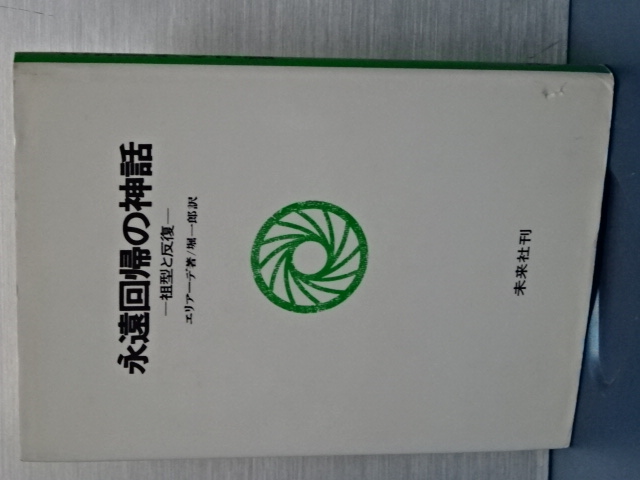 永遠回帰の神話
―祖型と反復―
エリアーデ著/堀一郎訳
未来社刊